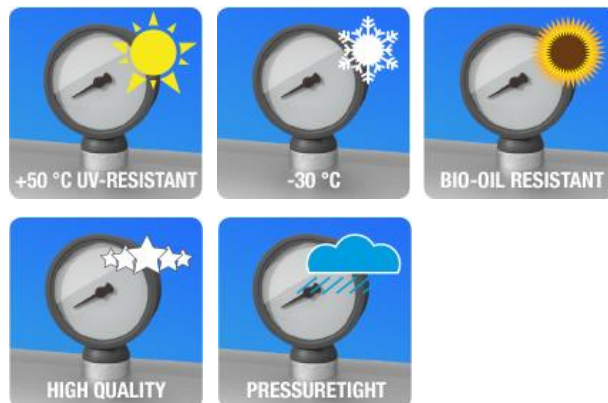 +50 °C UV-RESISTANT
-30 °C
BIO-OIL RESISTANT
HIGH QUALITY
PRESSURETIGHT